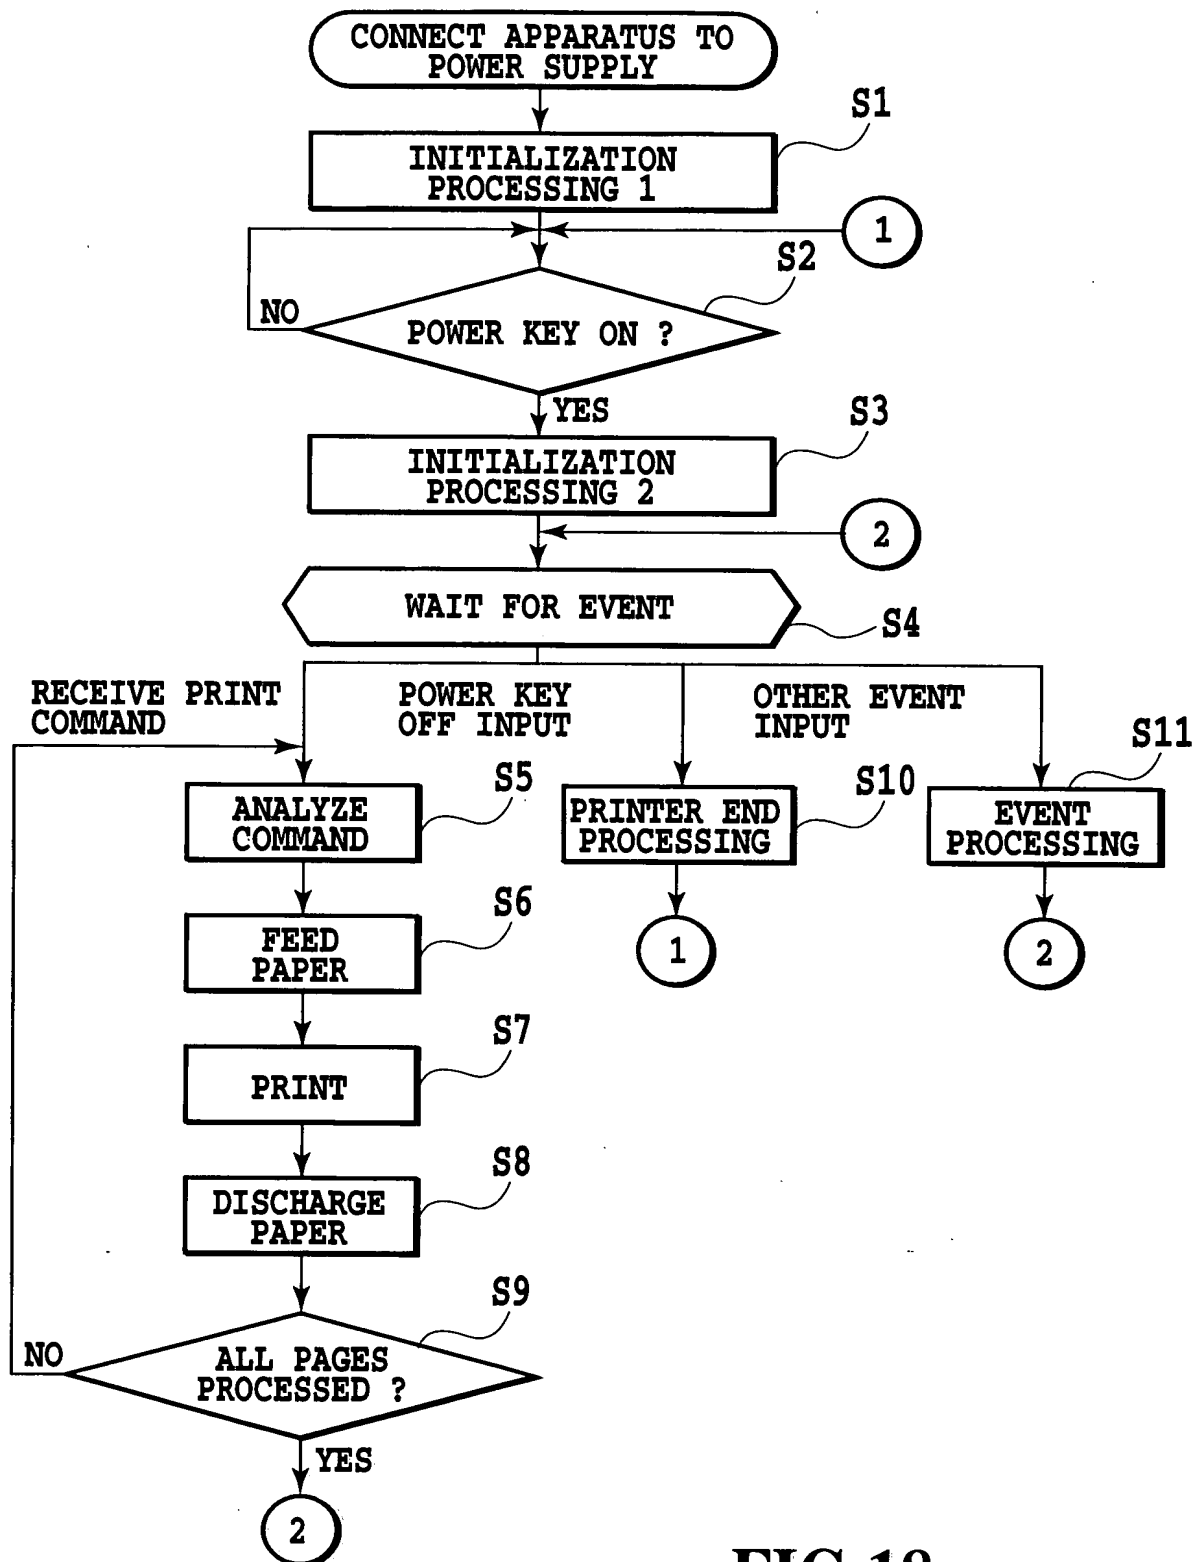 CONNECT APPARATUS TO
POWER SUPPLY
S1
INITIALIZATION
PROCESSING 1
1
S2
NO
POWER KEY ON ?
YES
S3
INITIALIZATION
PROCESSING 2
2
WAIT FOR EVENT
S4
RECEIVE PRINT
COMMAND
POWER KEY
OFF INPUT
OTHER EVENT
INPUT
S11
S5
S10
ANALYZE
COMMAND
PRINTER END
PROCESSING
EVENT
PROCESSING
S6
FEED
PAPER
1
2
S7
PRINT
S8
DISCHARGE
PAPER
S9
NO
ALL PAGES
PROCESSED ?
YES
2